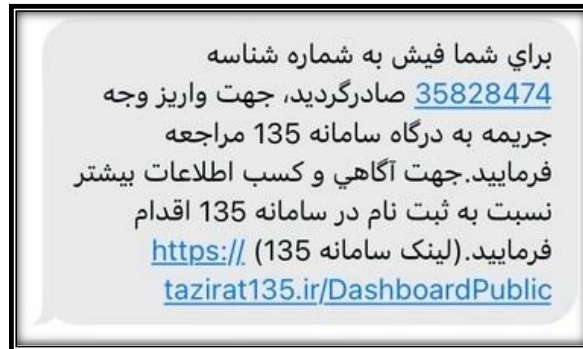 براي شما فيش به شماره شناسه
35828474 صادرگرديد، جهت واريز وجه
جريمه به درگاه سامانه 135 مراجعه
فرماييد.جهت آگاهي و كسب اطلاعات بيشتر
نسبت به ثبت نام در سامانه 135 اقدام
فرماييد.(لينک سامانه 135) https://
tazirat135.ir/DashboardPublic